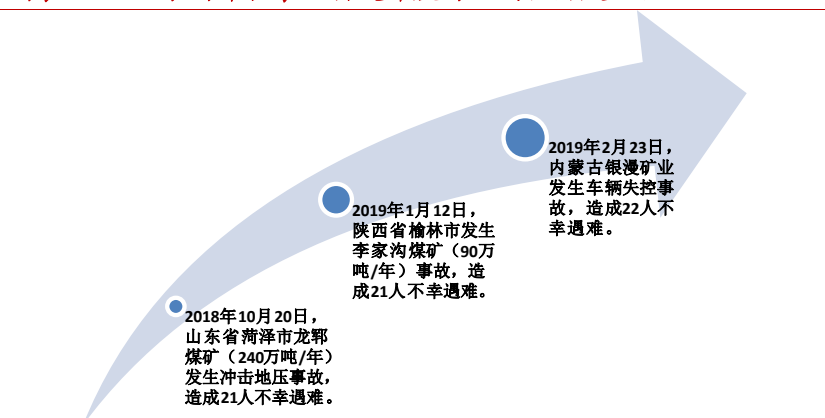 2018年10月20日，
山东省菏泽市龙郓
煤矿（240万吨/年）
发生冲击地压事故，
造成21人不幸遇难。
2019年1月12日，
陕西省榆林市发生
李家沟煤矿（90万
吨/年）事故，造
成21人不幸遇难。
2019年2月23日，
内蒙古银漫矿业
发生车辆失控事
故，造成22人不
幸遇难。